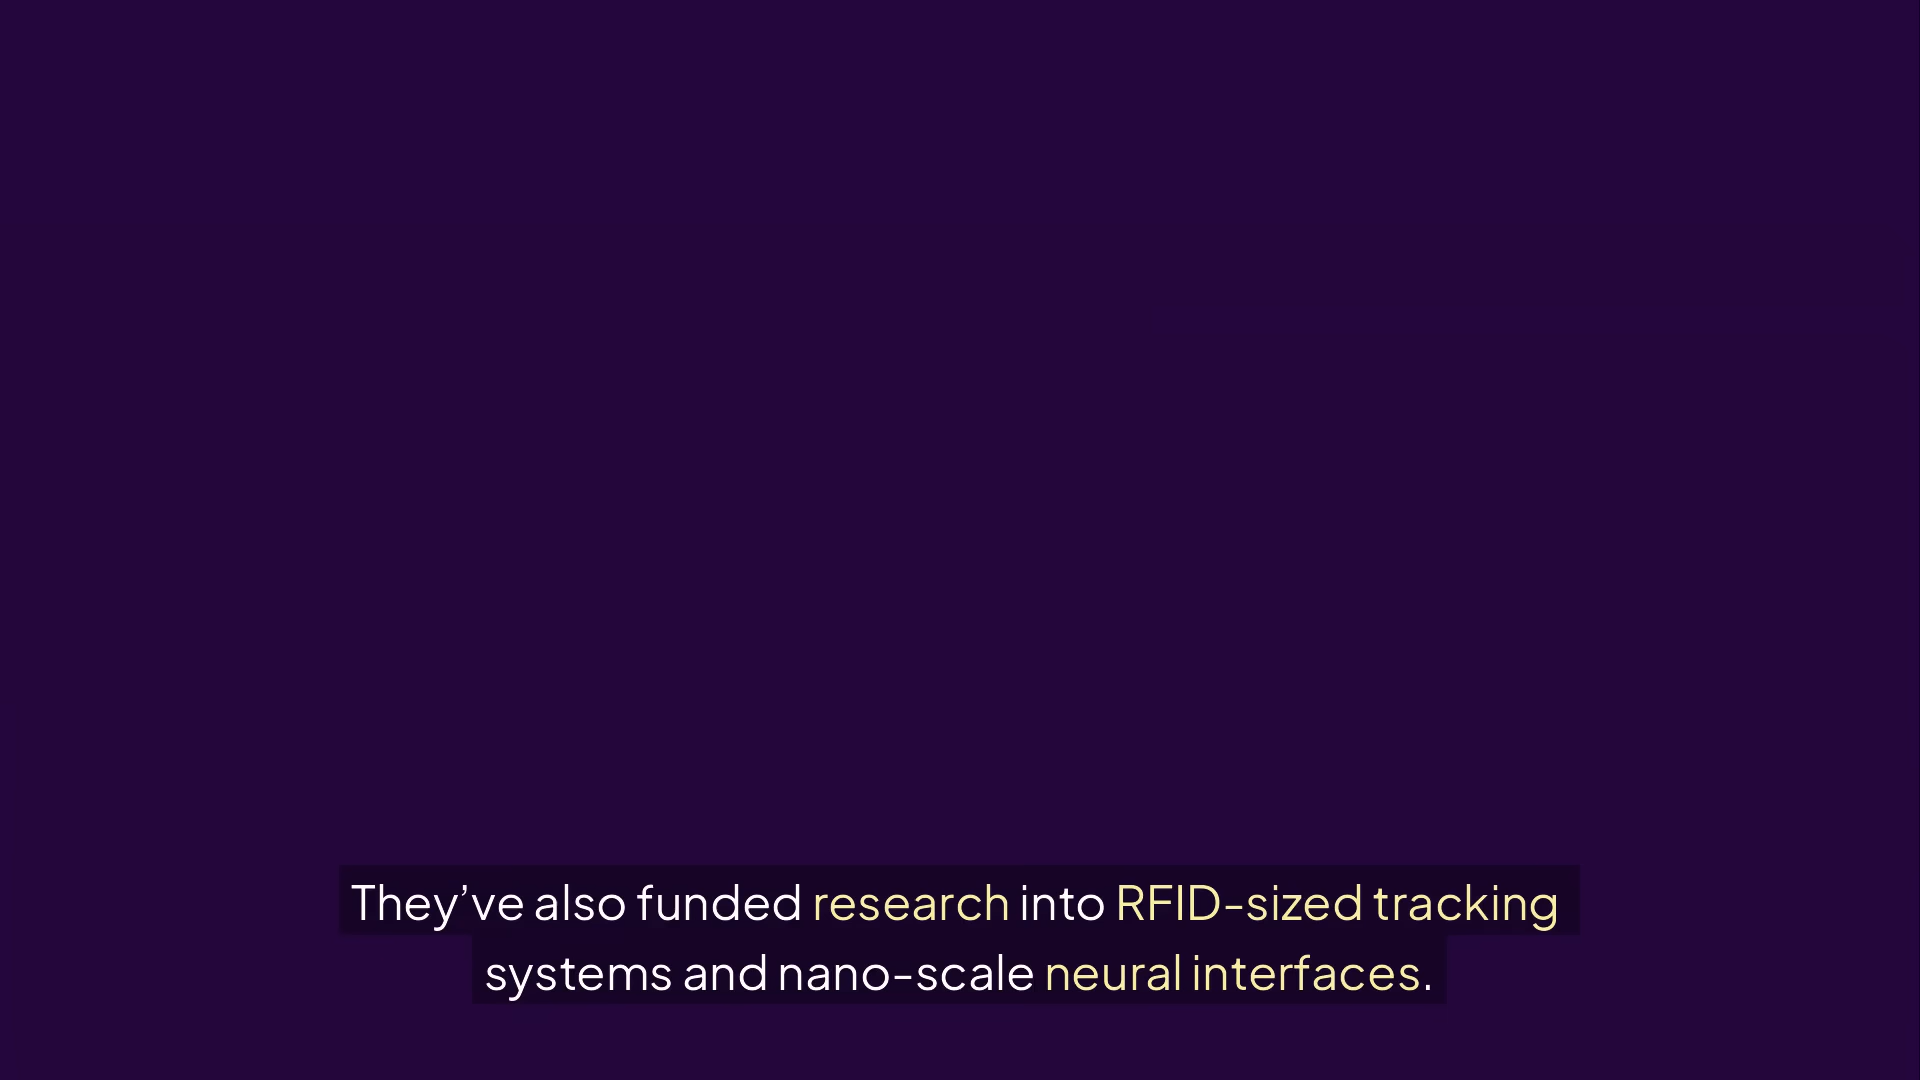 They’ve also funded research into RFID-sized tracking
systems and nano-scale neural interfaces.